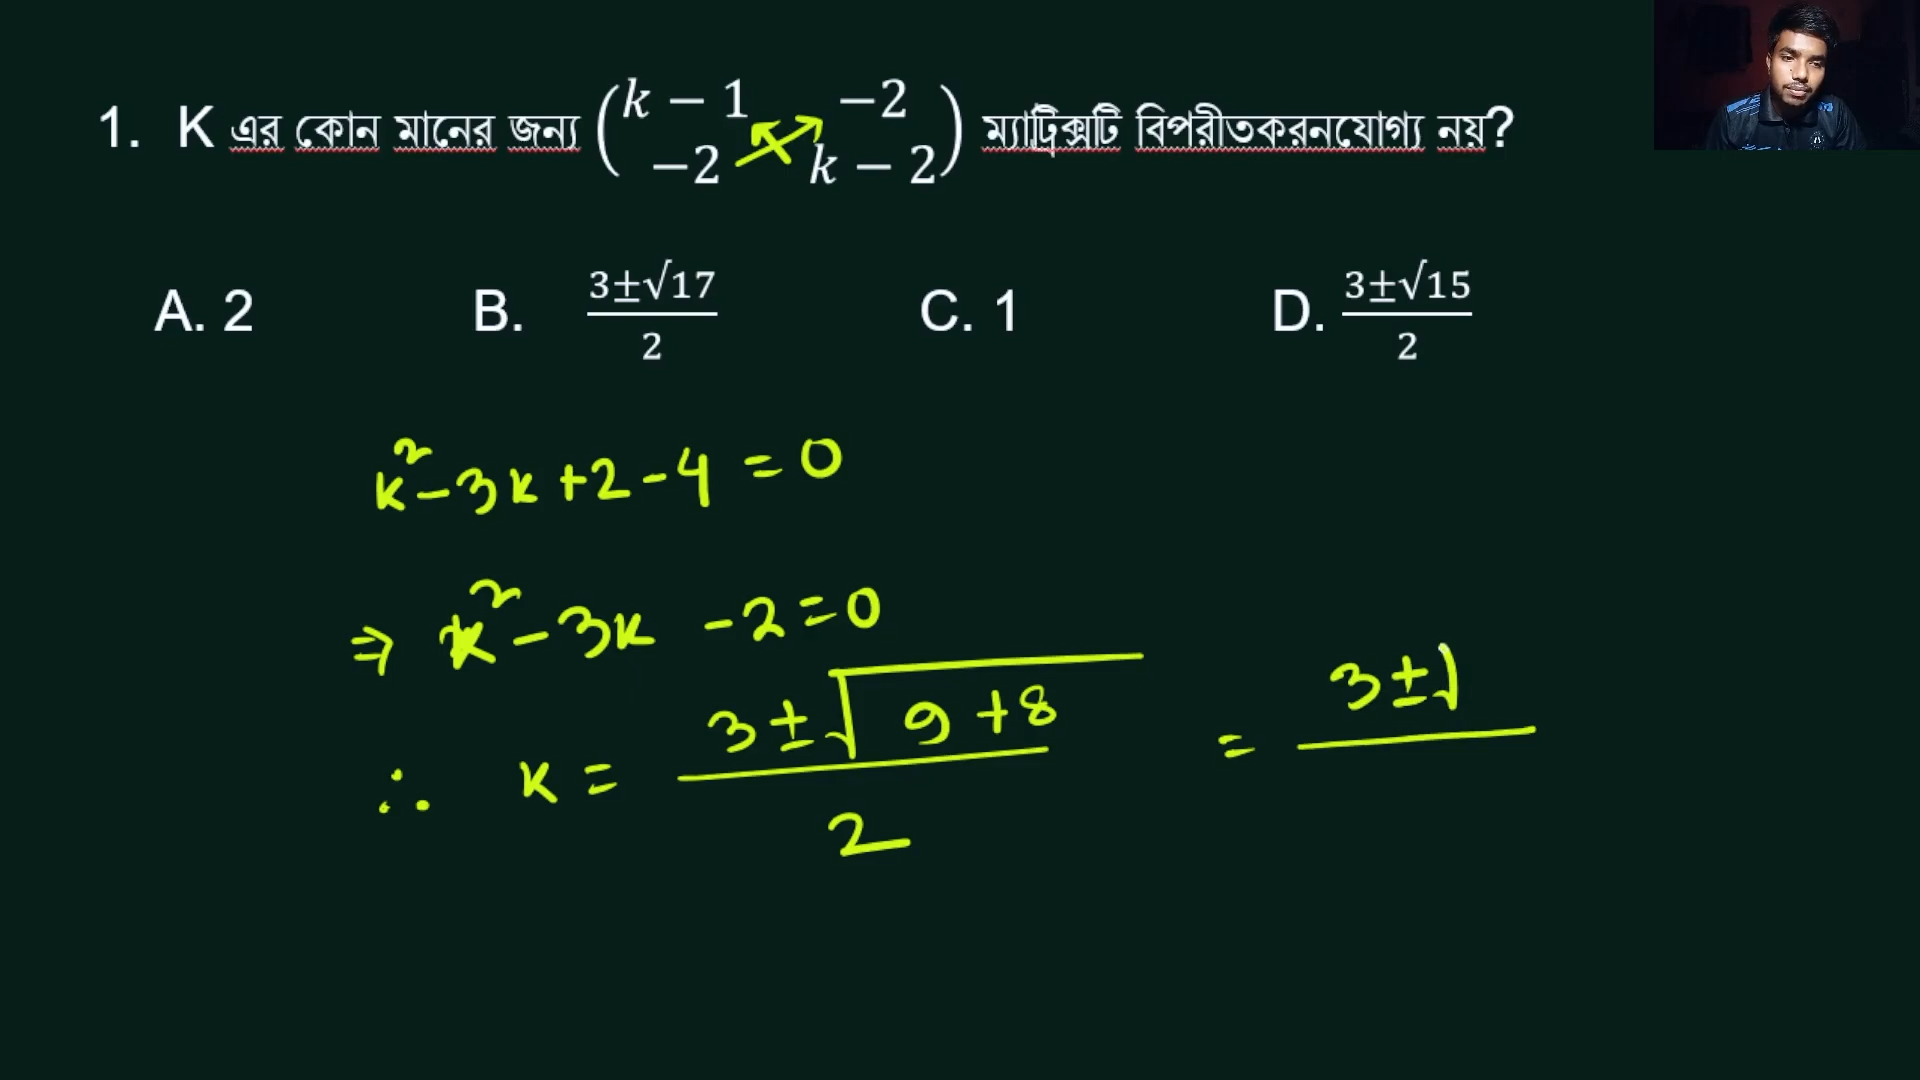 1. K এর কোন মানের জন্য (k − 1 −2 −2 k − 2) ম্যাট্রিক্সটি বিপরীতকরনযোগ্য নয়?
A. 2 B. 3±√17/2 C. 1 D. 3±√15/2
k² - 3k + 2 - 4 = 0
⇒ k² - 3k - 2 = 0
∴ k = 3 ± √9 + 8 / 2 = 3 ± √